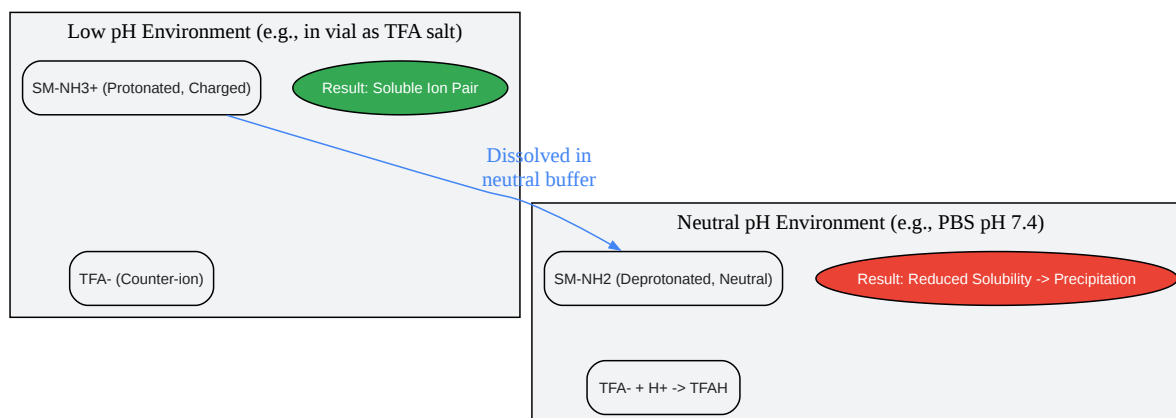 Low pH Environment (e.g., in vial as TFA salt)
SM-NH3+ (Protonated, Charged)
Result: Soluble Ion Pair
Dissolved in
neutral buffer
TFA- (Counter-ion)
Neutral pH Environment (e.g., PBS pH 7.4)
SM-NH2 (Deprotonated, Neutral)
Result: Reduced Solubility -> Precipitation
TFA- + H+ -> TFAH